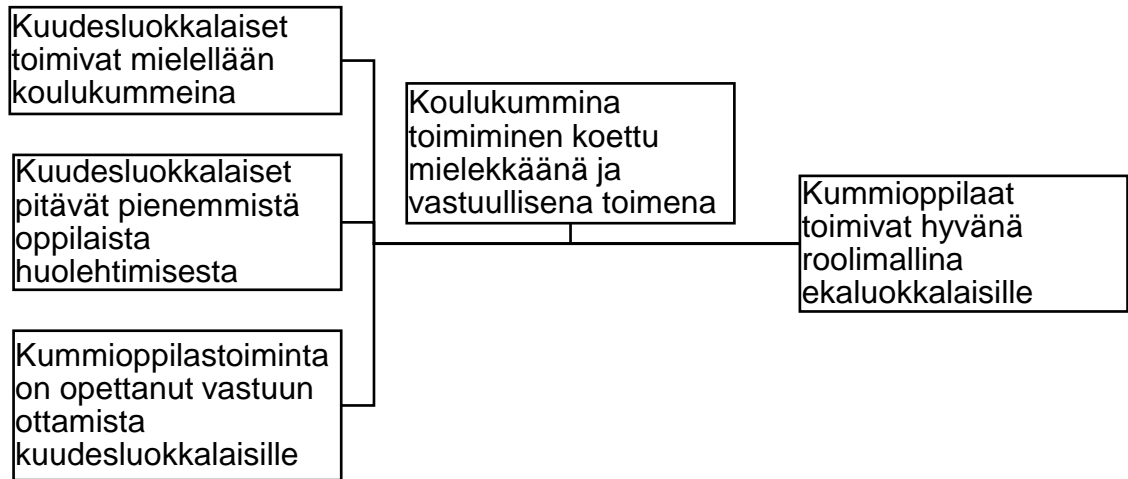 Kuudesluokkalaiset
toimivat mielellään
koulukummeina
Kuudesluokkalaiset
pitävät pienemmistä
oppilaista
huolehtimisesta
Kummioppilastoiminta
on opettanut vastuun
ottamista
kuudesluokkalaisille
Koulukummina
toimiminen koettu
mielekkäänä ja
vastuullisena toimena
Kummioppilaat
toimivat hyvänä
roolimallina
ekaluokkalaisille